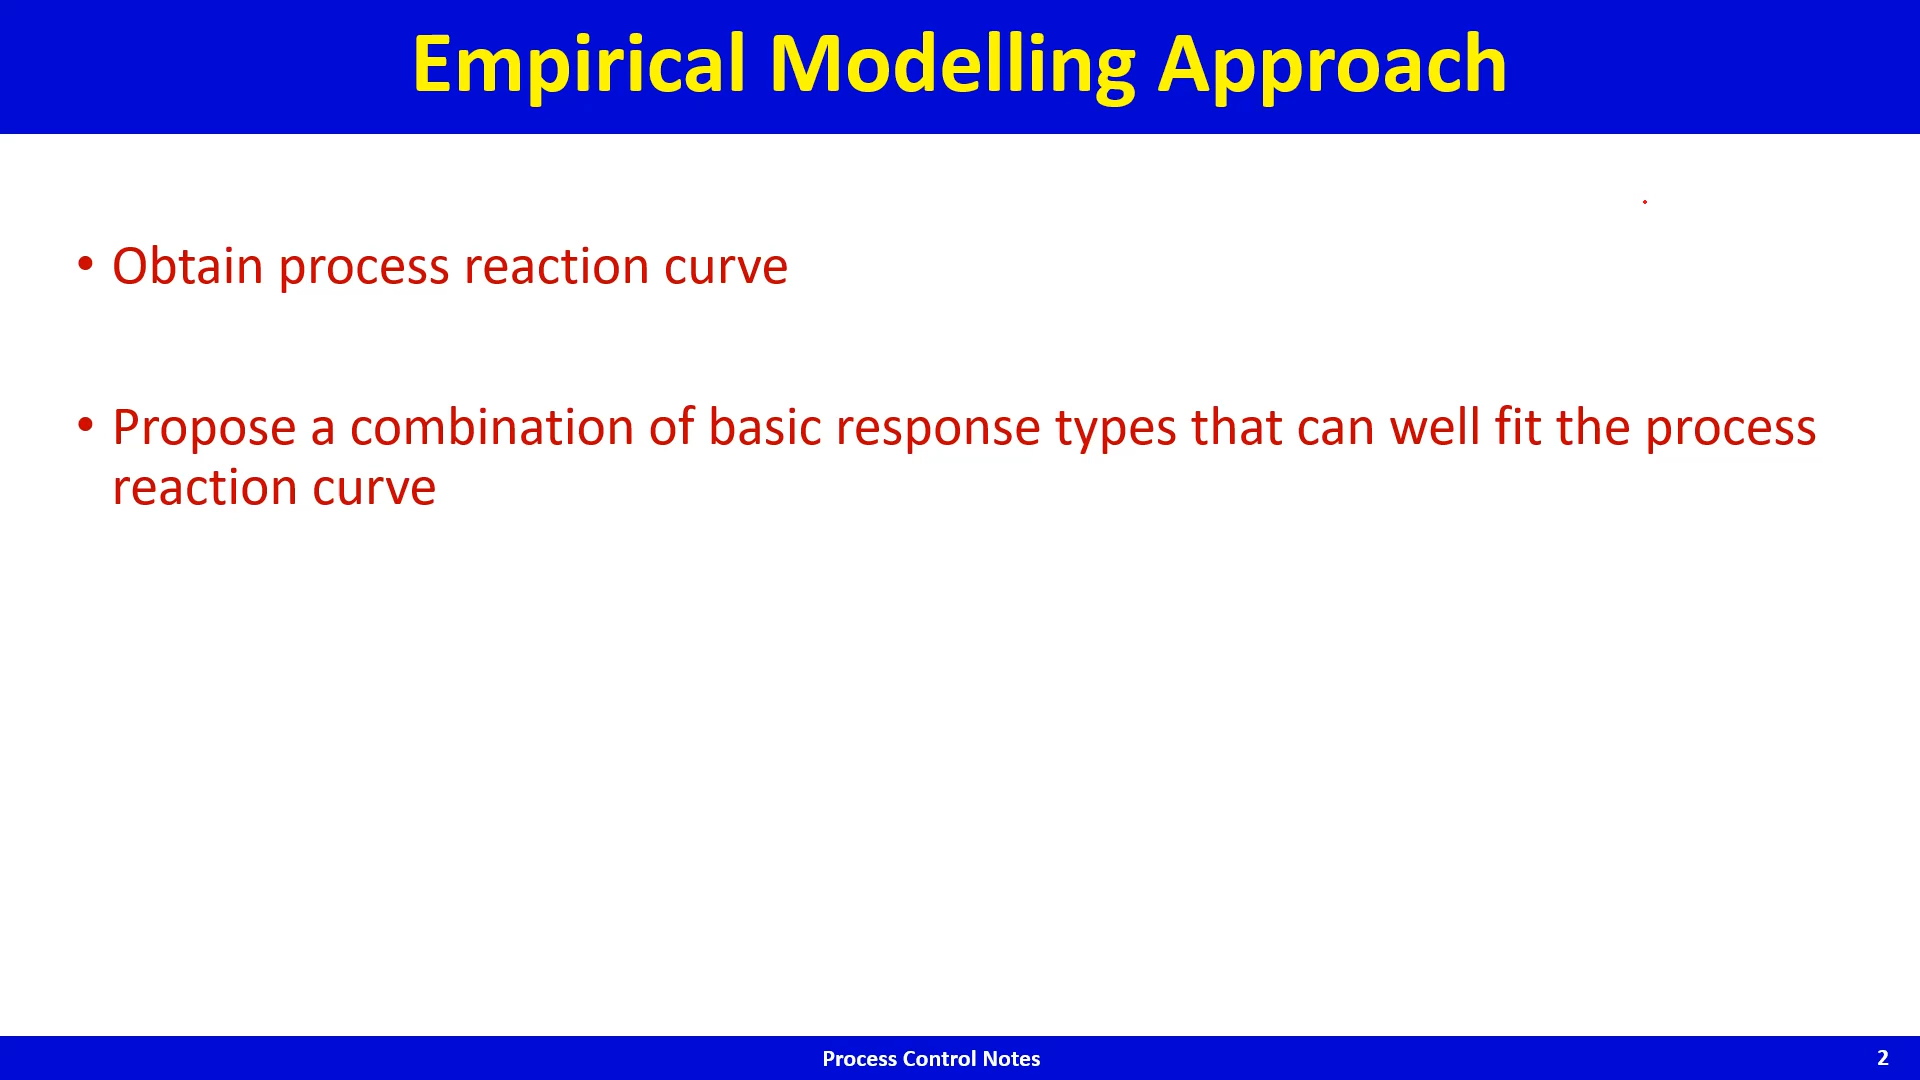 Empirical Modelling Approach
• Obtain process reaction curve
• Propose a combination of basic response types that can well fit the process
reaction curve
Process Control Notes
2